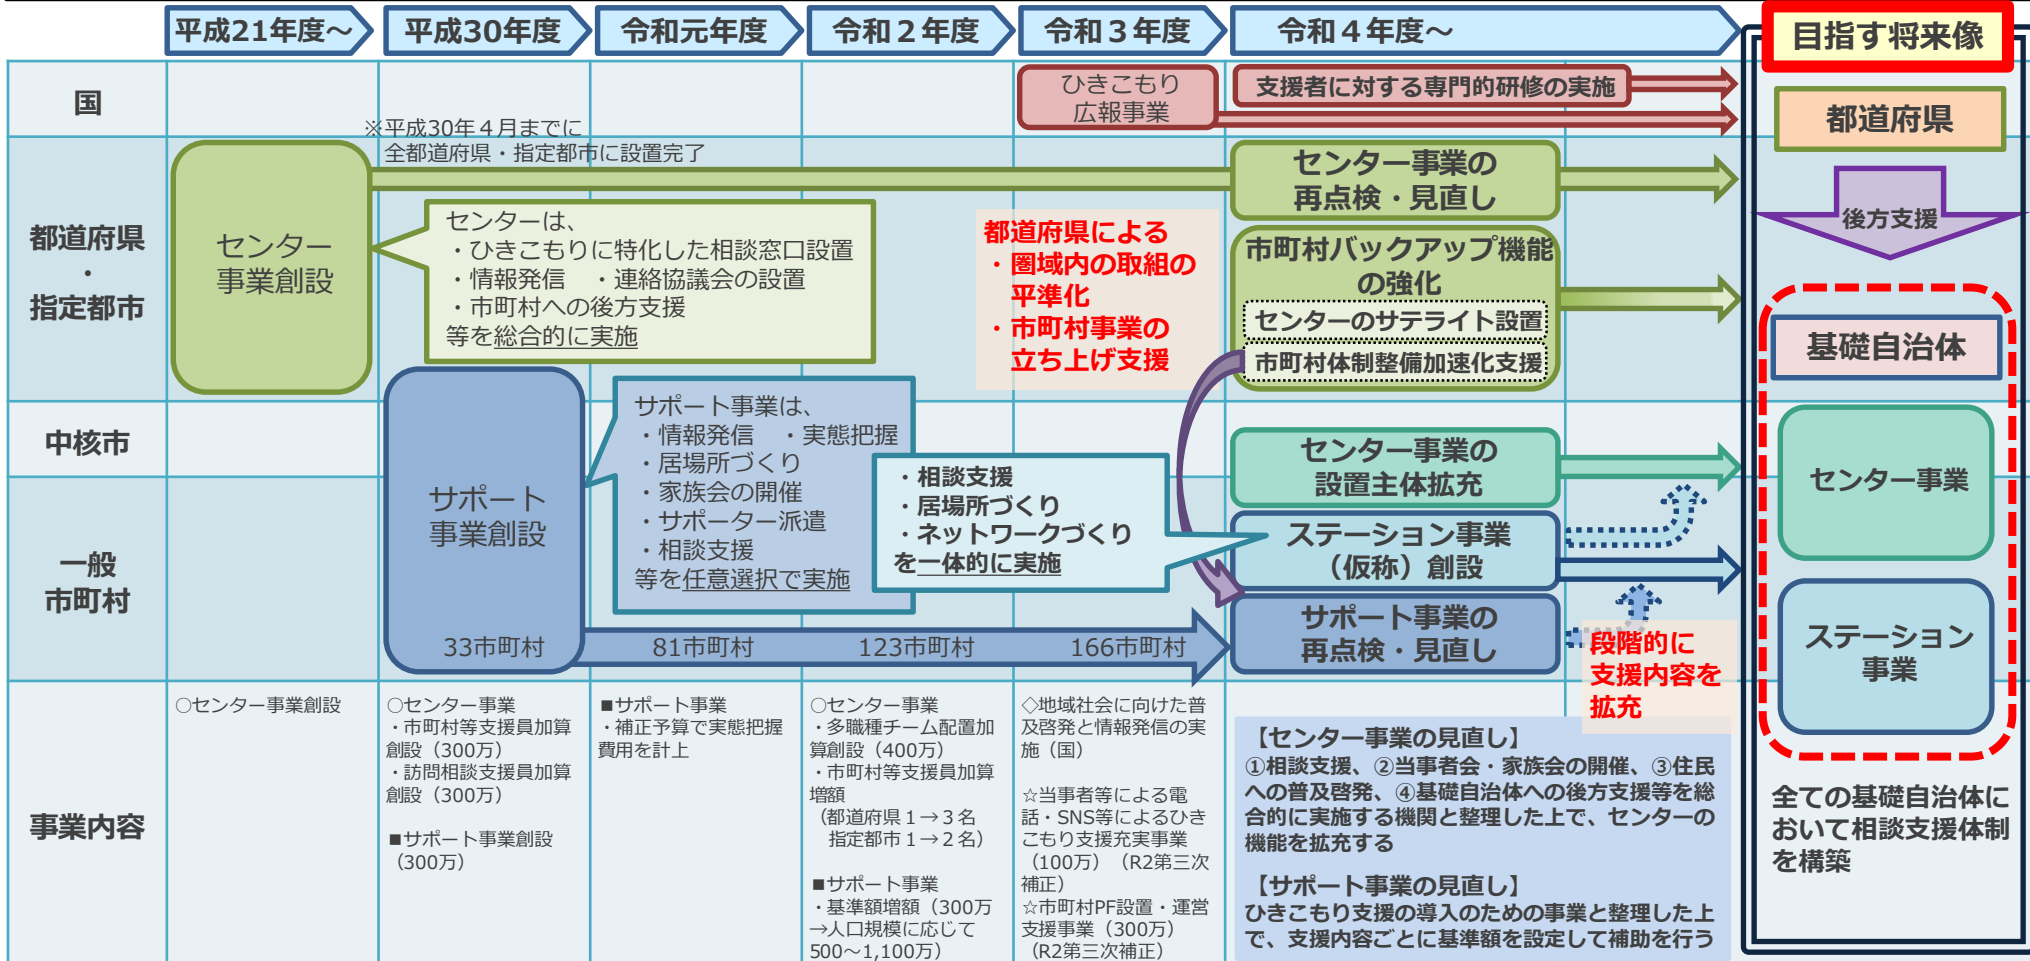 平成21年度～
平成30年度
令和元年度
令和２年度
令和３年度
令和４年度～
目指す将来像
国
ひきこもり
広報事業
支援者に対する専門的研修の実施
都道府県
・
指定都市
※平成30年４月までに
全都道府県・指定都市に設置完了
センター
事業創設
センターは、
・ひきこもりに特化した相談窓口設置
・情報発信　・連絡協議会の設置
・市町村への後方支援
等を総合的に実施
都道府県による
・圏域内の取組の
平準化
・市町村事業の
立ち上げ支援
センター事業の
再点検・見直し
市町村バックアップ機能
の強化
センターのサテライト設置
市町村体制整備加速化支援
中核市
一般
市町村
サポート
事業創設
サポート事業は、
・情報発信　・実態把握
・居場所づくり
・家族会の開催
・サポーター派遣
・相談支援
等を任意選択で実施
・相談支援
・居場所づくり
・ネットワークづくり
を一体的に実施
センター事業の
設置主体拡充
ステーション事業
（仮称）創設
サポート事業の
再点検・見直し
33市町村
81市町村
123市町村
166市町村
段階的に
支援内容を
拡充
都道府県
後方支援
基礎自治体
センター事業
ステーション
事業
全ての基礎自治体に
おいて相談支援体制
を構築
事業内容
○センター事業創設
○センター事業
・市町村等支援員加算
創設（300万）
・訪問相談支援員加算
創設（300万）
■サポート事業創設
（300万）
■サポート事業
・補正予算で実態把握
費用を計上
○センター事業
・多職種チーム配置加
算創設（400万）
・市町村等支援員加算
増額
（都道府県１→３名
指定都市１→２名）
■サポート事業
・基準額増額（300万
→人口規模に応じて
500～1,100万）
◇地域社会に向けた普
及啓発と情報発信の実
施（国）
☆当事者等による電
話・SNS等によるひき
こもり支援充実事業
（100万）（R2第三次
補正）
☆市町村PF設置・運営
支援事業（300万）
（R2第三次補正）
【センター事業の見直し】
①相談支援、②当事者会・家族会の開催、③住民
への普及啓発、④基礎自治体への後方支援等を総
合的に実施する機関と整理した上で、センターの
機能を拡充する
【サポート事業の見直し】
ひきこもり支援の導入のための事業と整理した上
で、支援内容ごとに基準額を設定して補助を行う